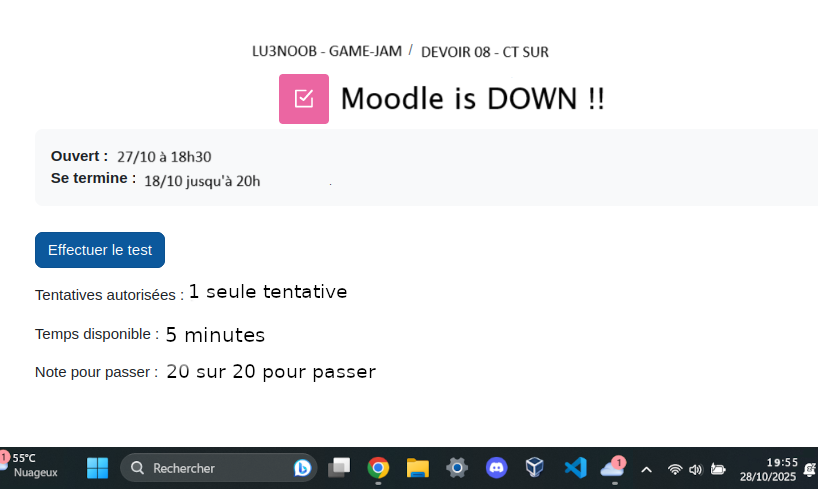 LU3NOOB - GAME-JAM / DEVOIR 08 - CT SUR
Moodle is DOWN !!
Ouvert : 27/10 à 18h30
Se termine : 18/10 jusqu'à 20h
Effectuer le test
Tentatives autorisées : 1 seule tentative
Temps disponible : 5 minutes
Note pour passer : 20 sur 20 pour passer
1 55°C
Nuageux
Rechercher
1
19:55
28/10/2025